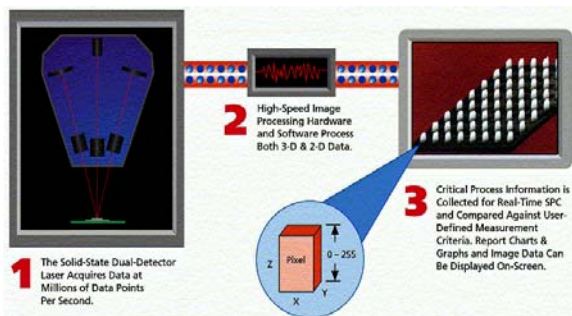 1
The Solid-State Dual-Detector
Laser Acquires Data at
Millions of Data Points
Per Second.
2
High-Speed Image
Processing Hardware
and Software Process
Both 3-D & 2-D Data.
3
Critical Process Information is
Collected for Real-Time SPC
and Compared Against User-
Defined Measurement
Criteria. Report Charts &
Graphs and Image Data Can
Be Displayed On-Screen.
Pixel
0 – 255
Z
X
Y